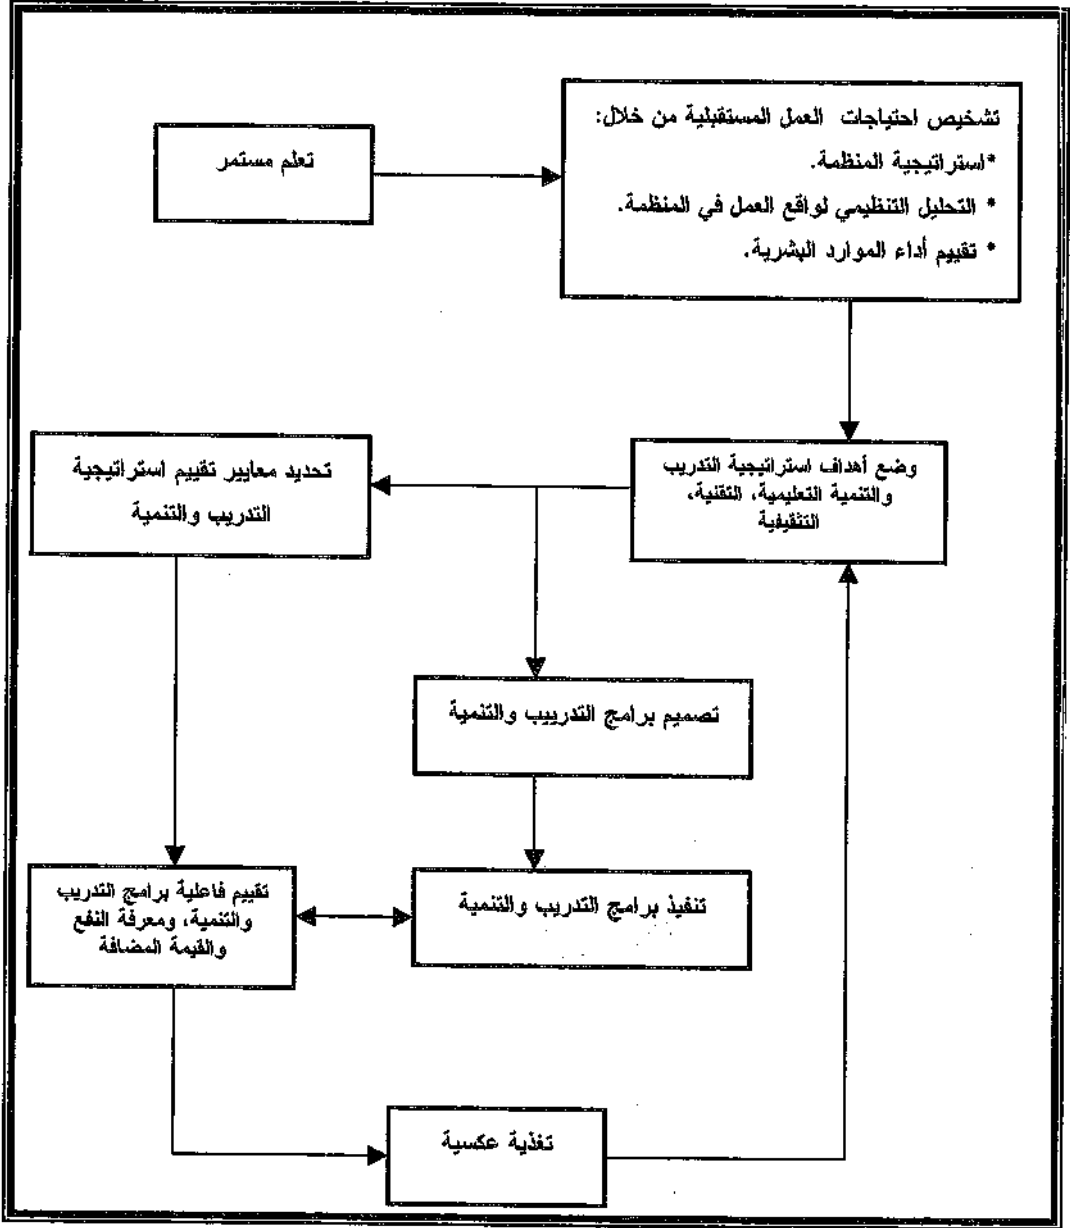 تشخيص احتياجات العمل المستقبلية من خلال:
*استراتيجية المنظمة.
* التحليل التنظيمي لواقع العمل في المنظمة.
* تقييم أداء الموارد البشرية.
تعلم مستمر
وضع أهداف استراتيجية التدريب
والتنمية التعليمية، التقنية،
التثقيفية
تحديد معايير تقييم استراتيجية
التدريب والتنمية
تصميم برامج التدرييب والتنمية
تنفيذ برامج التدريب والتنمية
تقييم فاعلية برامج التدريب
والتنمية، ومعرفة النفع
والقيمة المضافة
تغذية عكسية